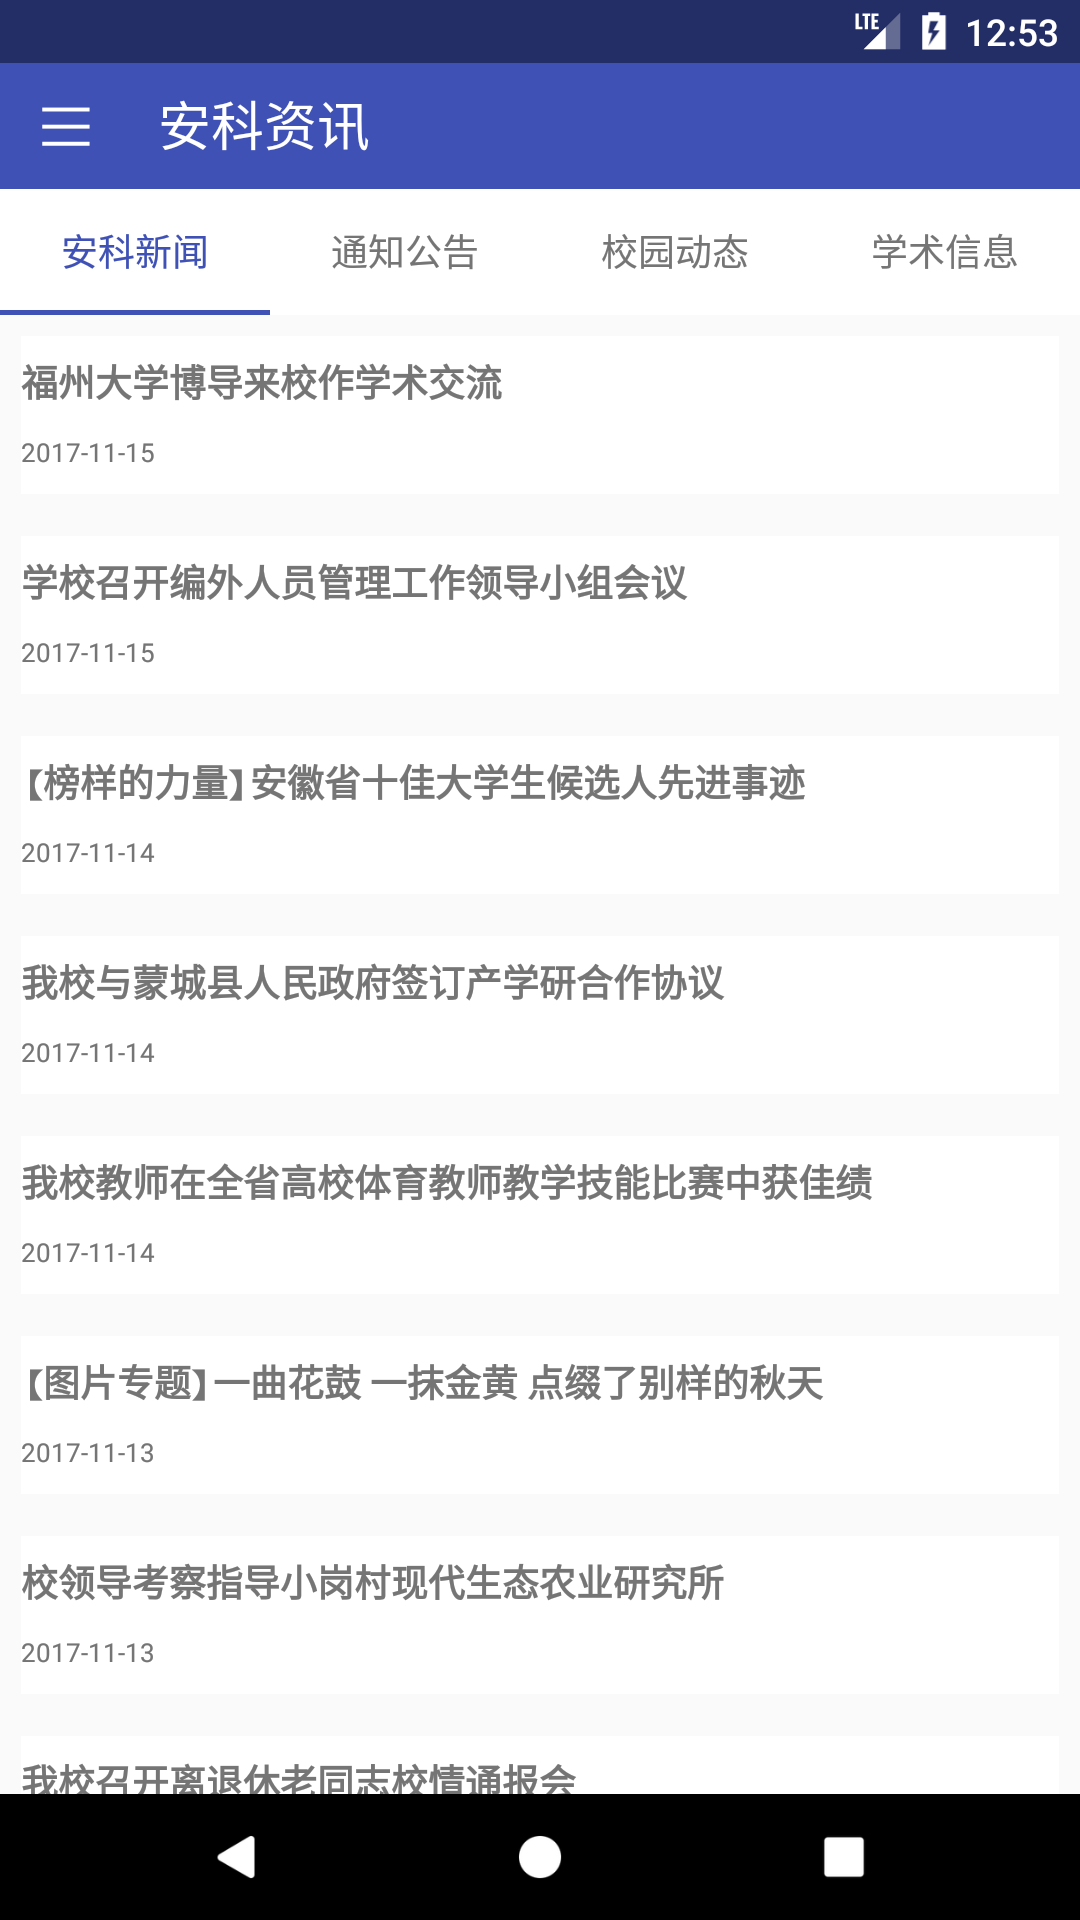 LTE 12:53
安科资讯
安科新闻 通知公告 校园动态 学术信息
福州大学博导来校作学术交流
2017-11-15
学校召开编外人员管理工作领导小组会议
2017-11-15
【榜样的力量】安徽省十佳大学生候选人先进事迹
2017-11-14
我校与蒙城县人民政府签订产学研合作协议
2017-11-14
我校教师在全省高校体育教师教学技能比赛中获佳绩
2017-11-14
【图片专题】一曲花鼓 一抹金黄 点缀了别样的秋天
2017-11-13
校领导考察指导小岗村现代生态农业研究所
2017-11-13
我校召开离退休老同志校情通报会